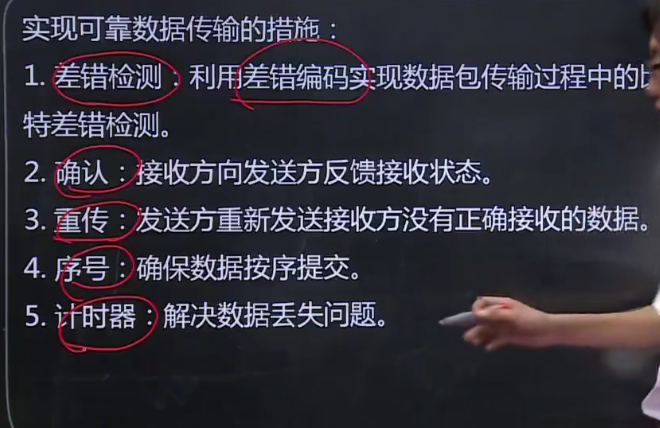 实现可靠数据传输的措施：
1. 差错检测：利用差错编码实现数据包传输过程中的比
特差错检测。
2. 确认：接收方向发送方反馈接收状态。
3. 重传：发送方重新发送接收方没有正确接收的数据。
4. 序号：确保数据按序提交。
5. 计时器：解决数据丢失问题。